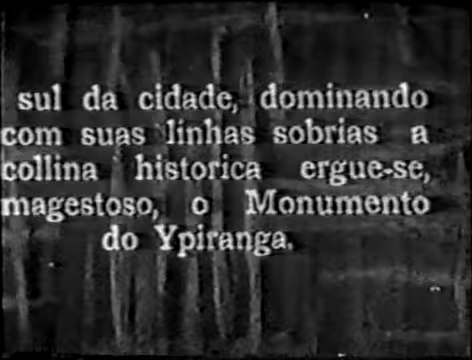 sul da cidade, dominando
com suas linhas sobrias a
collina historica ergue-se,
magestoso, o Monumento
do Ypiranga.